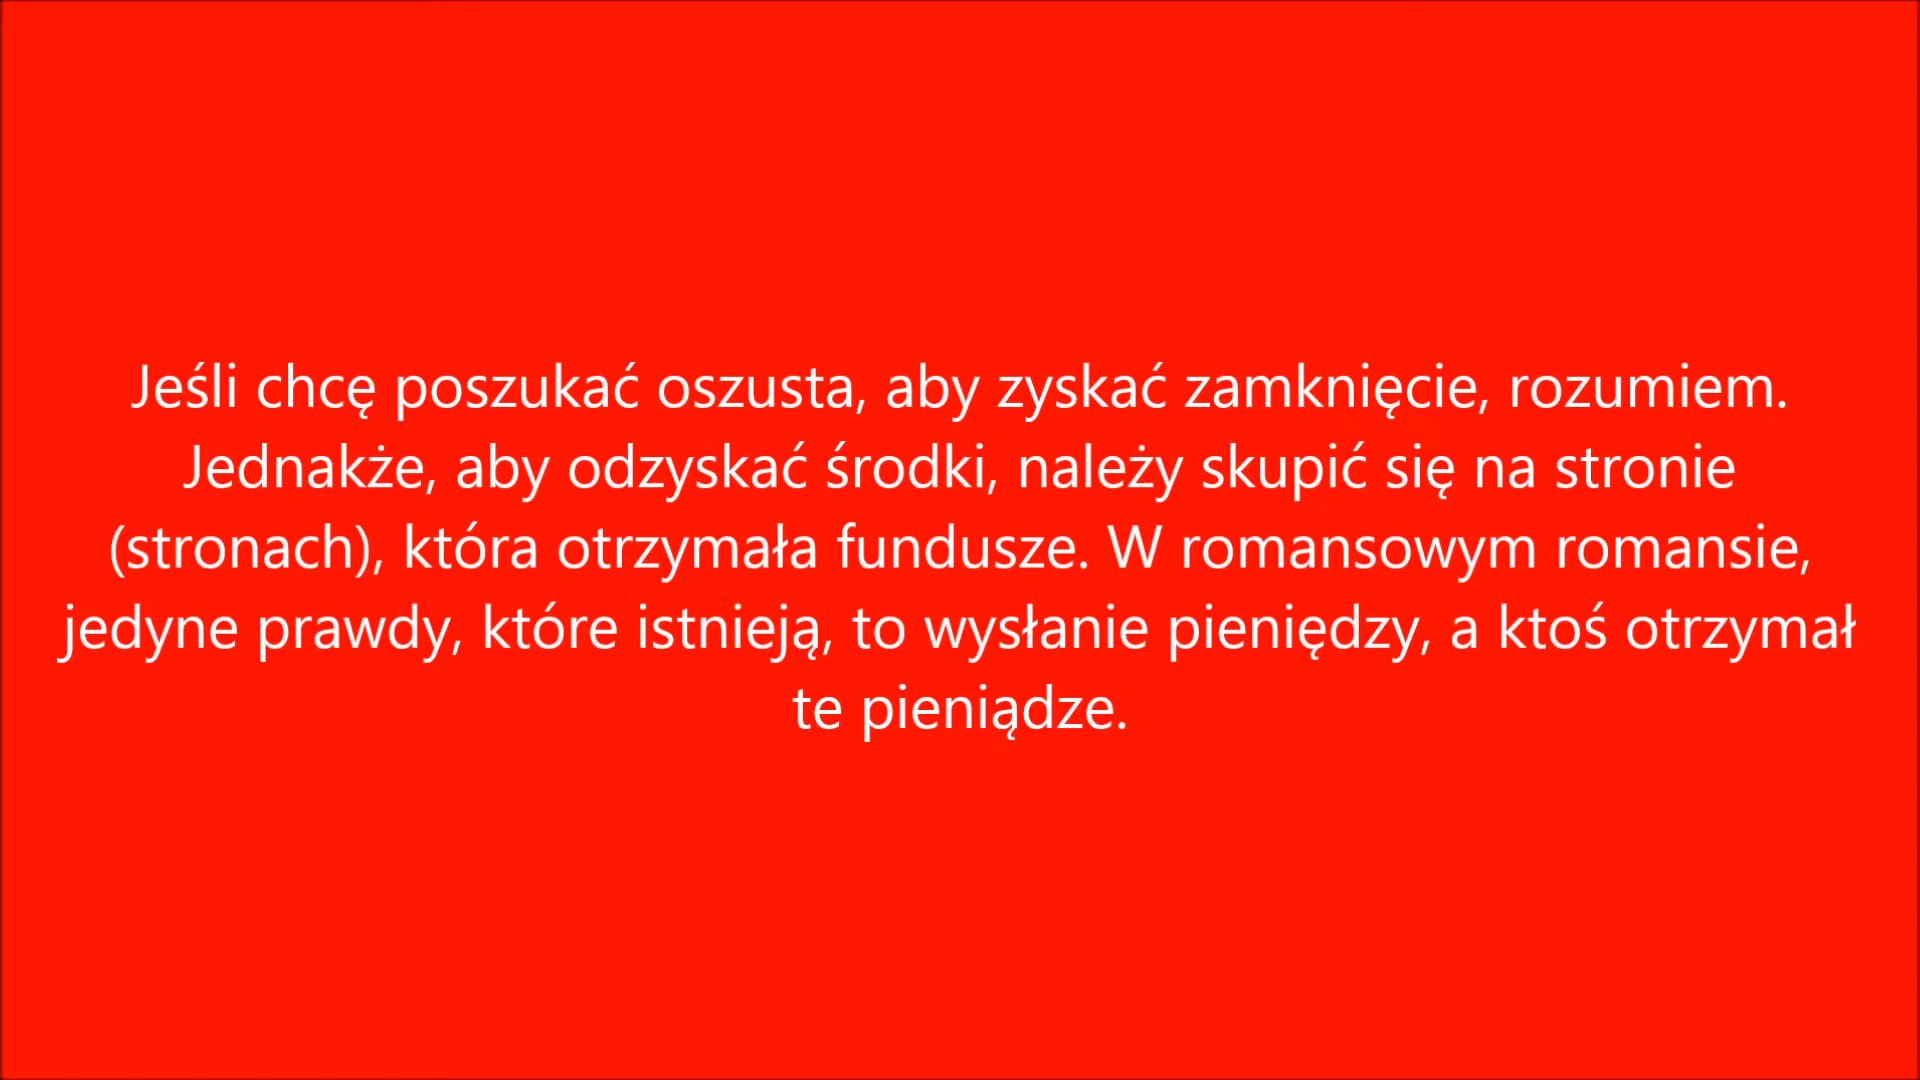 Jeśli chcę poszukać oszusta, aby zyskać zamknięcie, rozumiem.
Jednakże, aby odzyskać środki, należy skupić się na stronie
(stronach), która otrzymała fundusze. W romansowym romansie,
jedyne prawdy, które istnieją, to wysłanie pieniędzy, a ktoś otrzymał
te pieniądze.